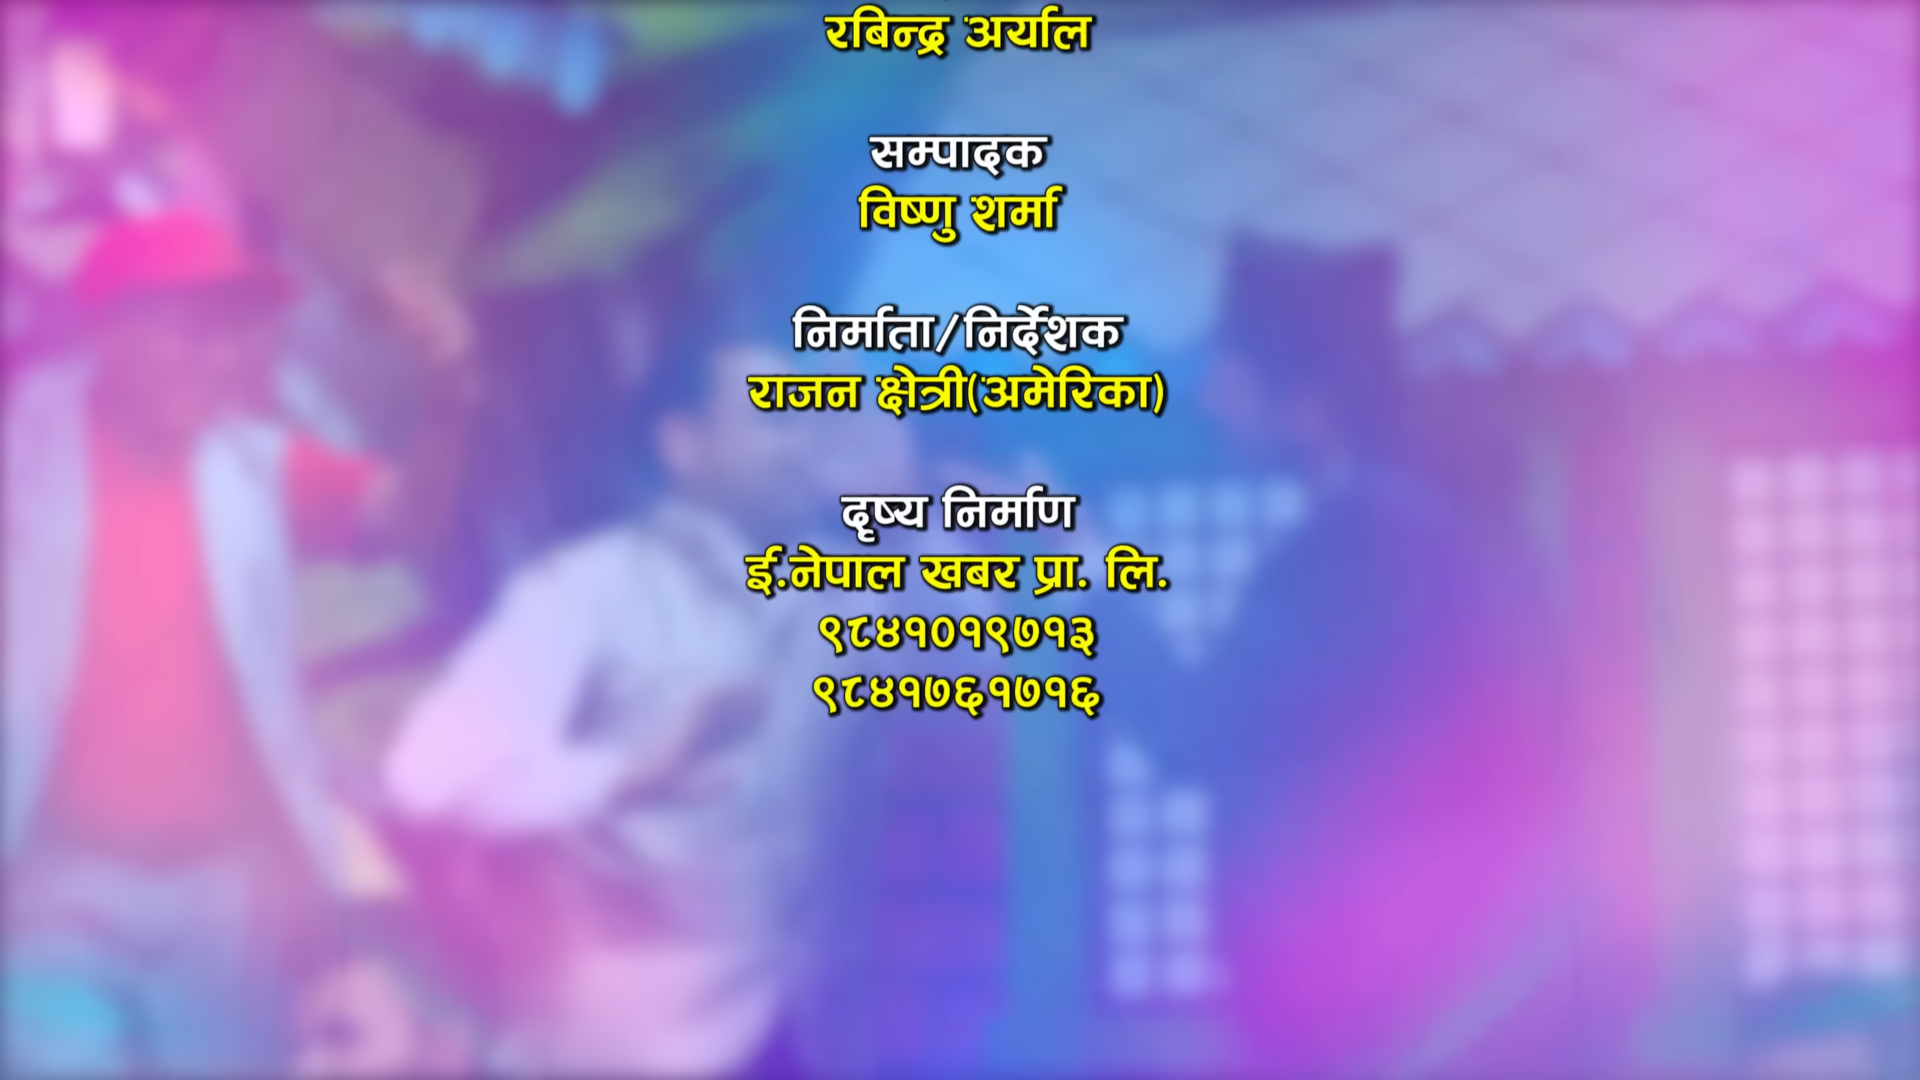 रबिन्द्र अर्याल
सम्पादक
विष्णु शर्मा
निर्माता/निर्देशक
राजन क्षेत्री(अमेरिका)
दृष्य निर्माण
ई.नेपाल खबर प्रा. लि.
९८४१०१९७१३
९८४१७६१७१६